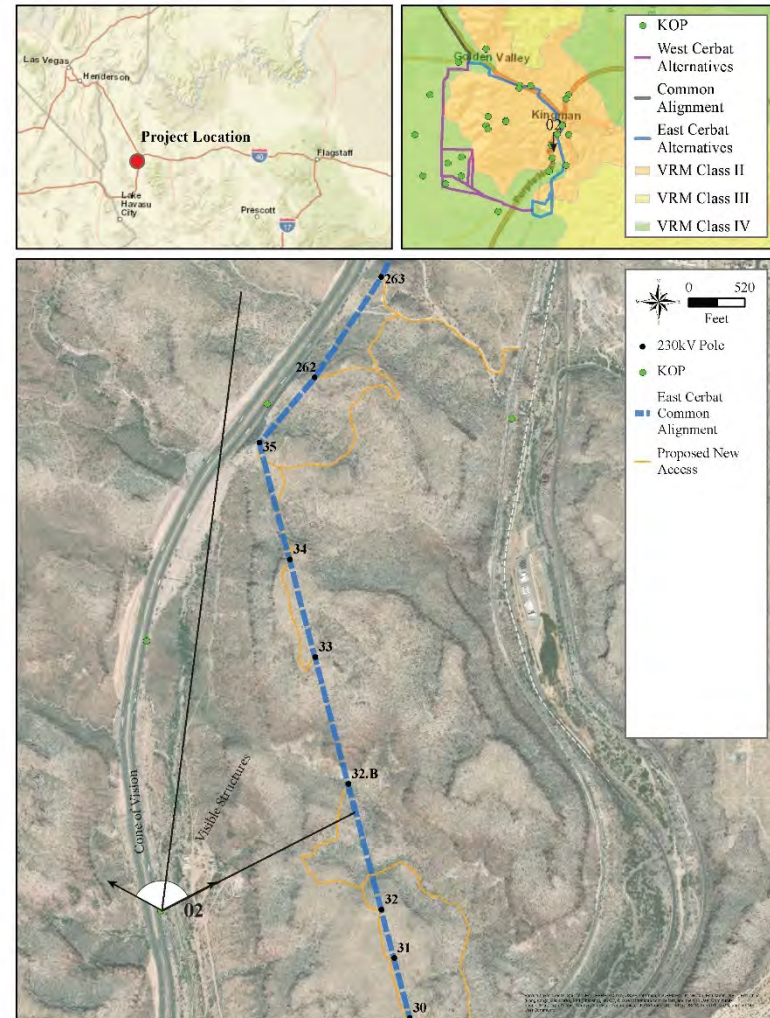 Las Vegas
Henderson
Project Location
40
Flagstaff
Lake
Havasu
City
Prescott
17
Golden Valley
Kingman
02
KOP
West Cerbat
Alternatives
Common
Alignment
East Cerbat
Alternatives
VRM Class II
VRM Class III
VRM Class IV
263
262
35
34
33
32.B
32
31
30
Cone of Vision
Visible Structures
02
0 520
Feet
230kV Pole
KOP
East Cerbat
Common
Alignment
Proposed New
Access